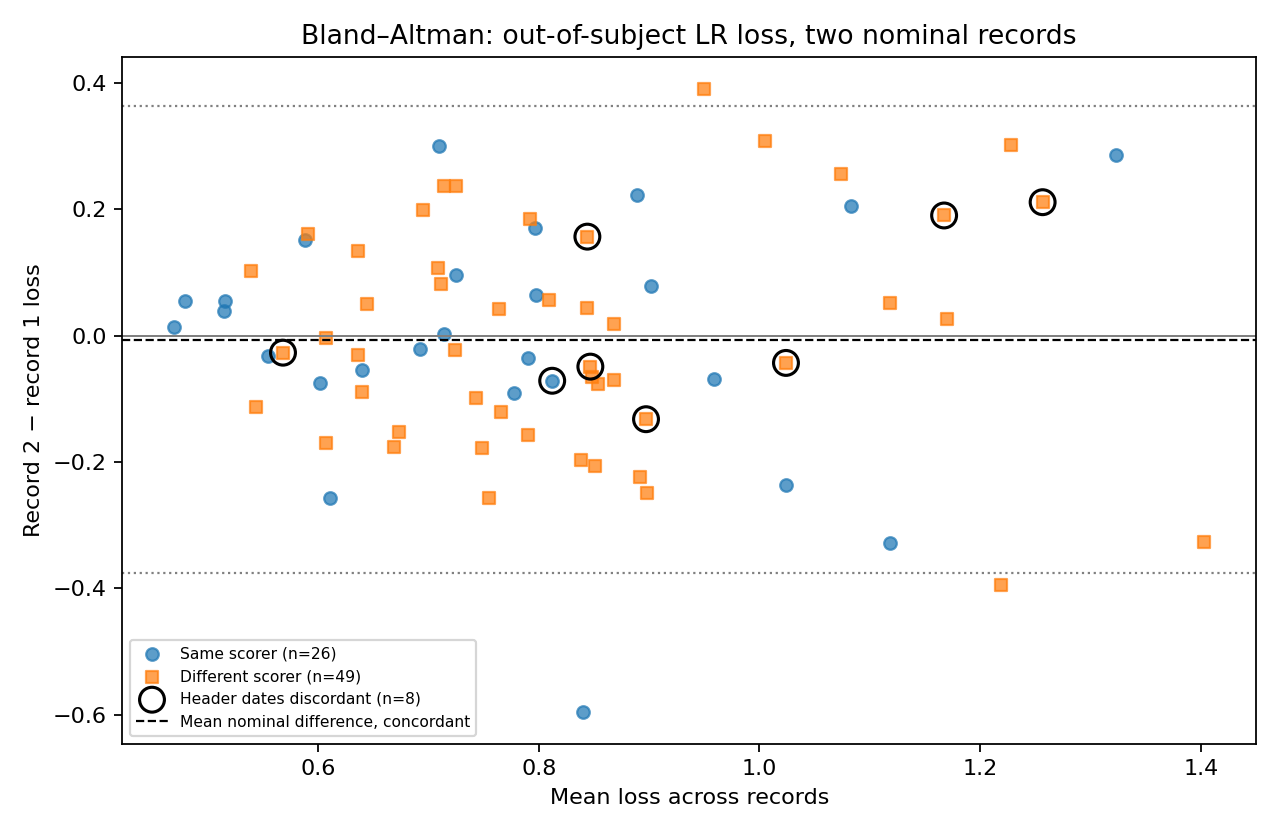 Bland–Altman: out-of-subject LR loss, two nominal records
Record 2 − record 1 loss
0.4
0.2
0.0
−0.2
−0.4
−0.6
Same scorer (n=26)
Different scorer (n=49)
Header dates discordant (n=8)
Mean nominal difference, concordant
0.6 0.8 1.0 1.2 1.4
Mean loss across records